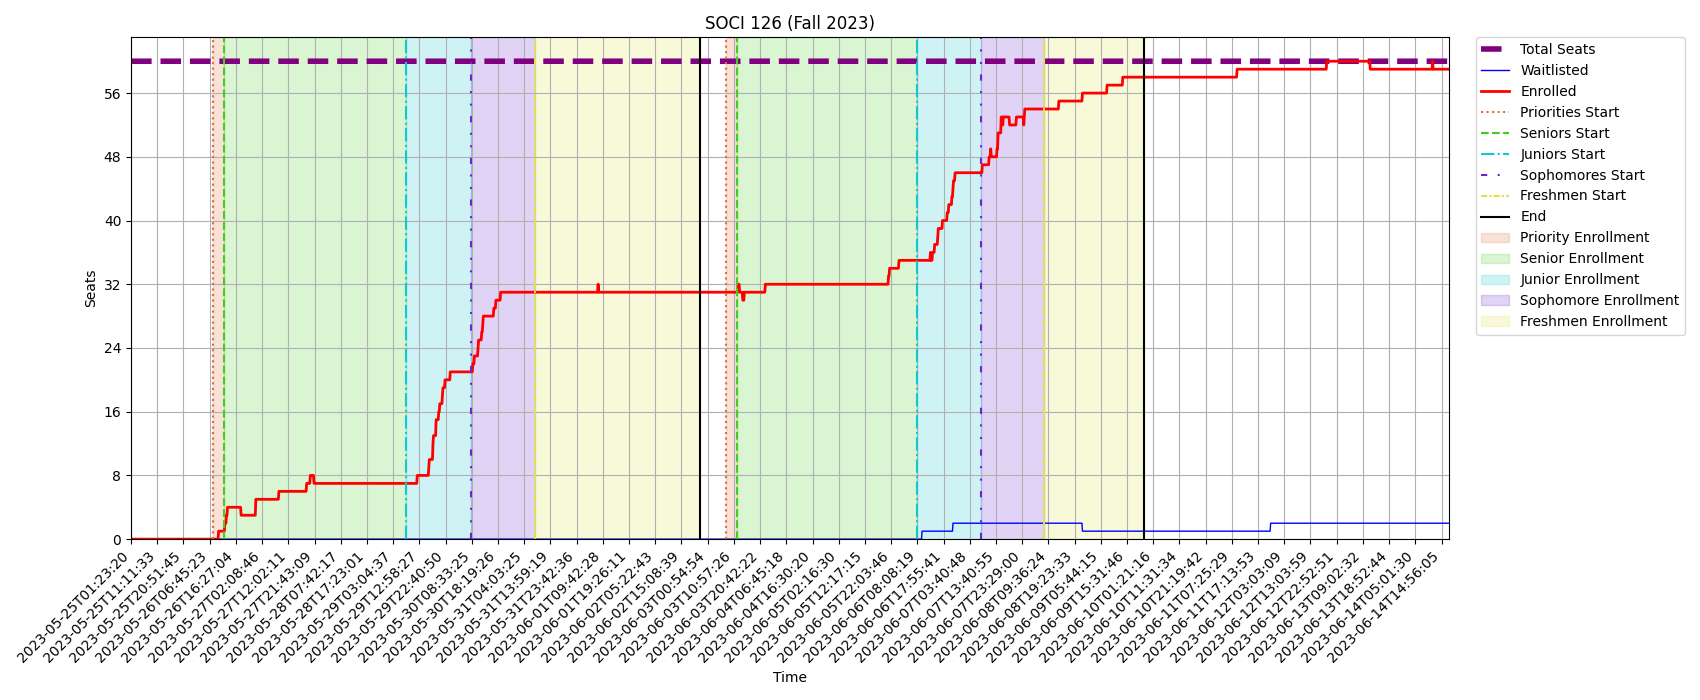 SOCI 126 (Fall 2023)
Seats
56
48
40
32
24
16
8
0
2023-05-25T01:23:20
2023-05-25T11:11:33
2023-05-25T20:51:45
2023-05-26T06:45:23
2023-05-26T16:27:04
2023-05-27T02:08:46
2023-05-27T12:02:11
2023-05-27T21:43:09
2023-05-28T07:42:17
2023-05-28T17:23:01
2023-05-29T03:04:37
2023-05-29T12:58:27
2023-05-29T22:40:50
2023-05-30T08:33:25
2023-05-30T18:19:26
2023-05-31T04:03:25
2023-05-31T13:59:19
2023-05-31T23:42:36
2023-06-01T09:42:28
2023-06-01T19:26:11
2023-06-02T05:22:43
2023-06-02T15:08:39
2023-06-03T00:54:54
2023-06-03T10:57:26
2023-06-03T20:42:22
2023-06-04T06:45:18
2023-06-04T16:30:20
2023-06-05T02:16:30
2023-06-05T12:17:15
2023-06-05T22:03:46
2023-06-06T08:08:19
2023-06-06T17:55:41
2023-06-07T03:40:48
2023-06-07T13:40:55
2023-06-07T23:29:00
2023-06-08T09:36:24
2023-06-08T19:23:33
2023-06-09T05:44:15
2023-06-09T15:31:46
2023-06-10T01:21:16
2023-06-10T11:31:34
2023-06-10T21:19:42
2023-06-11T07:25:29
2023-06-11T17:13:53
2023-06-12T03:03:09
2023-06-12T13:03:59
2023-06-12T22:52:51
2023-06-13T09:02:32
2023-06-13T18:52:44
2023-06-14T05:01:30
2023-06-14T14:56:05
Time
Total Seats
Waitlisted
Enrolled
Priorities Start
Seniors Start
Juniors Start
Sophomores Start
Freshmen Start
End
Priority Enrollment
Senior Enrollment
Junior Enrollment
Sophomore Enrollment
Freshmen Enrollment